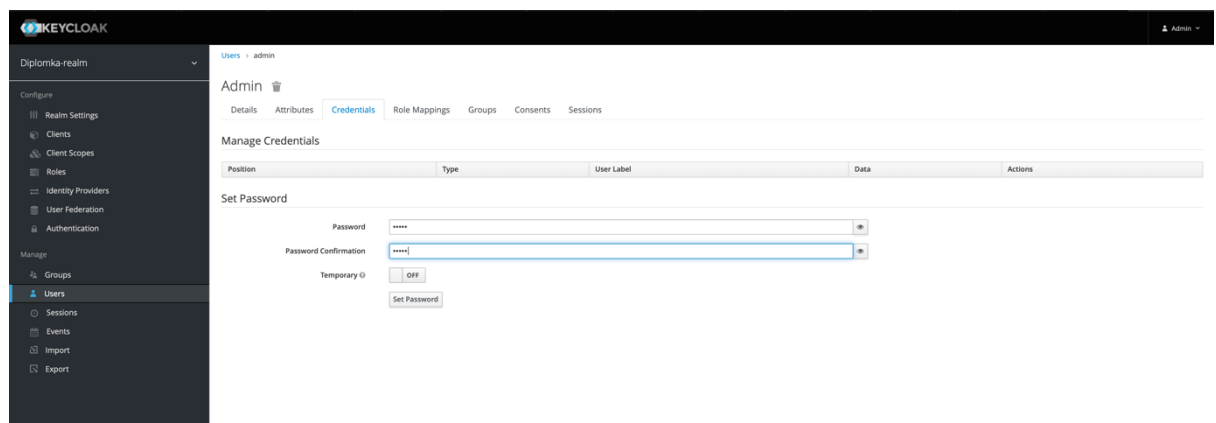 KEYCLOAK
Admin
Diplomka-realm
Configure
Realm Settings
Clients
Client Scopes
Roles
Identity Providers
User Federation
Authentication
Manage
Groups
Users
Sessions
Events
Import
Export
Users > admin
Admin
Details Attributes Credentials Role Mappings Groups Consents Sessions
Manage Credentials
Position Type User Label Data Actions
Set Password
Password •••••
Password Confirmation •••••
Temporary OFF
Set Password